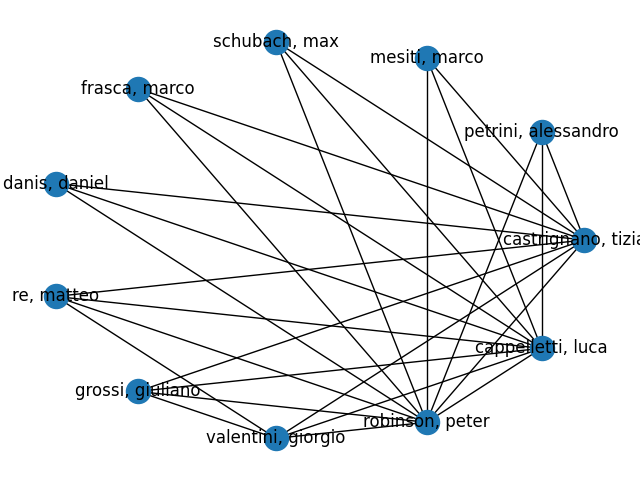 schubach, max
mesiti, marco
frasca, marco
petrini, alessandro
danis, daniel
castrignano, tizia
re, matteo
cappelletti, luca
grossi, giuliano
robinson, peter
valentini, giorgio